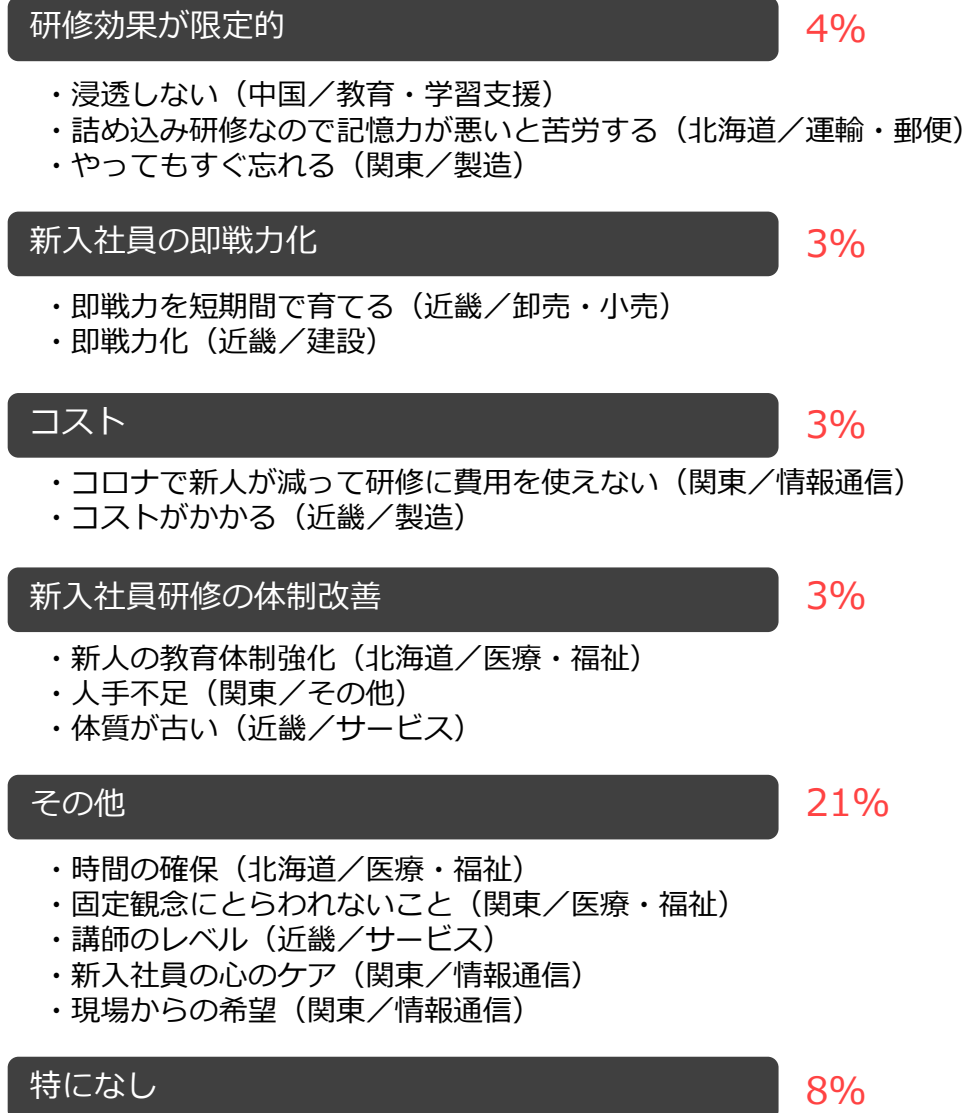 研修効果が限定的 4%
・浸透しない（中国／教育・学習支援）
・詰め込み研修なので記憶力が悪いと苦労する（北海道／運輸・郵便）
・やってもすぐ忘れる（関東／製造）
新入社員の即戦力化 3%
・即戦力を短期間で育てる（近畿／卸売・小売）
・即戦力化（近畿／建設）
コスト 3%
・コロナで新人が減って研修に費用を使えない（関東／情報通信）
・コストがかかる（近畿／製造）
新入社員研修の体制改善 3%
・新人の教育体制強化（北海道／医療・福祉）
・人手不足（関東／その他）
・体質が古い（近畿／サービス）
その他 21%
・時間の確保（北海道／医療・福祉）
・固定観念にとらわれないこと（関東／医療・福祉）
・講師のレベル（近畿／サービス）
・新入社員の心のケア（関東／情報通信）
・現場からの希望（関東／情報通信）
特になし 8%